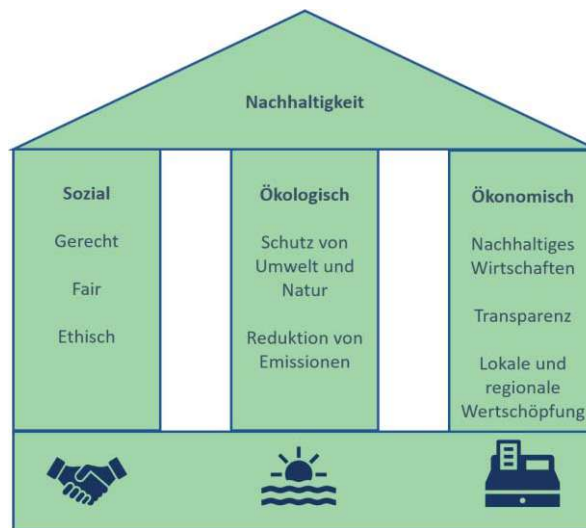 Nachhaltigkeit
Sozial
Gerecht
Fair
Ethisch
Ökologisch
Schutz von
Umwelt und
Natur
Reduktion von
Emissionen
Ökonomisch
Nachhaltiges
Wirtschaften
Transparenz
Lokale und
regionale
Wertschöpfung